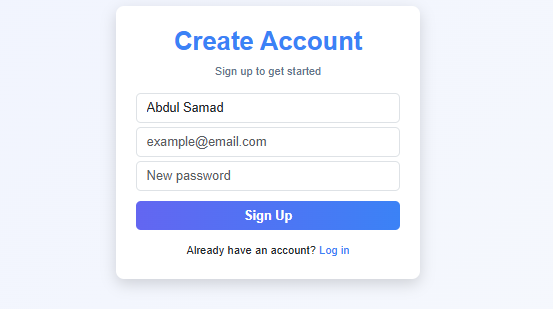 Create Account
Sign up to get started
Abdul Samad
example@email.com
New password
Sign Up
Already have an account? Log in